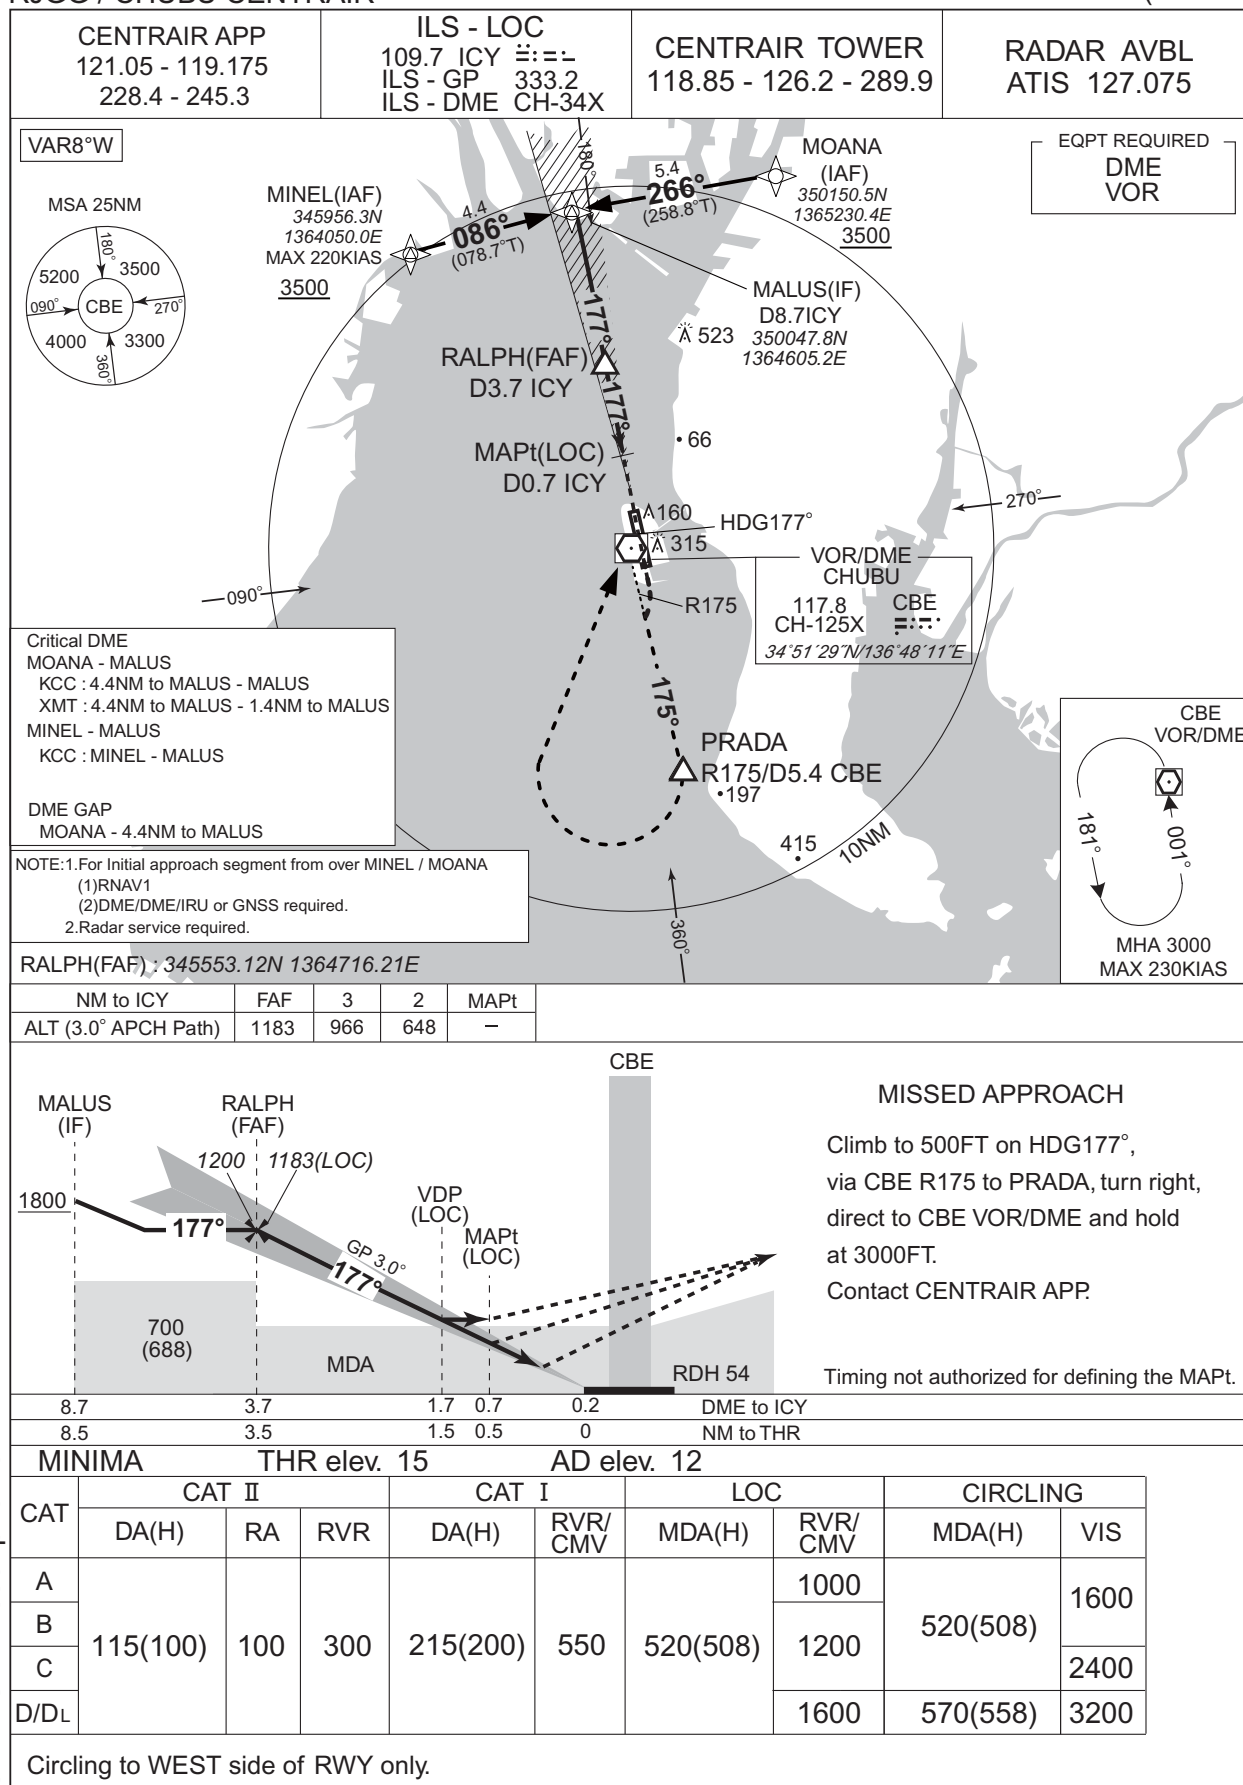 CENTRAIR APP
121.05 - 119.175
228.4 - 245.3
ILS - LOC
109.7 ICY
ILS - GP 333.2
ILS - DME CH-34X
CENTRAIR TOWER
118.85 - 126.2 - 289.9
RADAR AVBL
ATIS 127.075
VAR8°W
MSA 25NM
180°
5200
3500
090°
CBE
270°
4000
3300
360°
MINEL(IAF)
345956.3N
1364050.0E
MAX 220KIAS
3500
4.4
086°
(078.7°T)
180°
5.4
266°
(258.8°T)
MOANA
(IAF)
350150.5N
1365230.4E
3500
EQPT REQUIRED
DME
VOR
MALUS(IF)
D8.7ICY
350047.8N
1364605.2E
523
177°
RALPH(FAF)
D3.7 ICY
177°
MAPt(LOC)
D0.7 ICY
66
160
HDG177°
315
270°
VOR/DME
CHUBU
117.8 CBE
CH-125X
34°51´29˝N/136°48´11˝E
090°
R175
175°
PRADA
R175/D5.4 CBE
197
415
10NM
360°
Critical DME
MOANA - MALUS
KCC : 4.4NM to MALUS - MALUS
XMT : 4.4NM to MALUS - 1.4NM to MALUS
MINEL - MALUS
KCC : MINEL - MALUS
DME GAP
MOANA - 4.4NM to MALUS
NOTE:1.For Initial approach segment from over MINEL / MOANA
(1)RNAV1
(2)DME/DME/IRU or GNSS required.
2.Radar service required.
CBE
VOR/DME
181°
001°
MHA 3000
MAX 230KIAS
RALPH(FAF) : 345553.12N 1364716.21E
NM to ICY FAF 3 2 MAPt
ALT (3.0° APCH Path) 1183 966 648 –
CBE
MALUS
(IF)
RALPH
(FAF)
1200 1183(LOC)
1800
177°
VDP
(LOC)
MAPt
(LOC)
GP 3.0°
177°
700
(688)
MDA
RDH 54
MISSED APPROACH
Climb to 500FT on HDG177°,
via CBE R175 to PRADA, turn right,
direct to CBE VOR/DME and hold
at 3000FT.
Contact CENTRAIR APP.
Timing not authorized for defining the MAPt.
8.7 3.7 1.7 0.7 0.2 DME to ICY
8.5 3.5 1.5 0.5 0 NM to THR
MINIMA THR elev. 15 AD elev. 12
CAT CAT II CAT I LOC CIRCLING
DA(H) RA RVR DA(H) RVR/CMV MDA(H) RVR/CMV MDA(H) VIS
A 1000 1600
B 115(100) 100 300 215(200) 550 520(508) 1200 520(508)
C 2400
D/DL 1600 570(558) 3200
Circling to WEST side of RWY only.